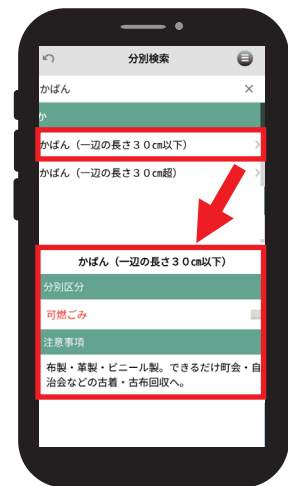 分別検索
かばん
か
かばん（一辺の長さ３０㎝以下）
かばん（一辺の長さ３０㎝超）
かばん（一辺の長さ３０㎝以下）
分別区分
可燃ごみ
注意事項
布製・革製・ビニール製。できるだけ町会・自
治会などの古着・古布回収へ。